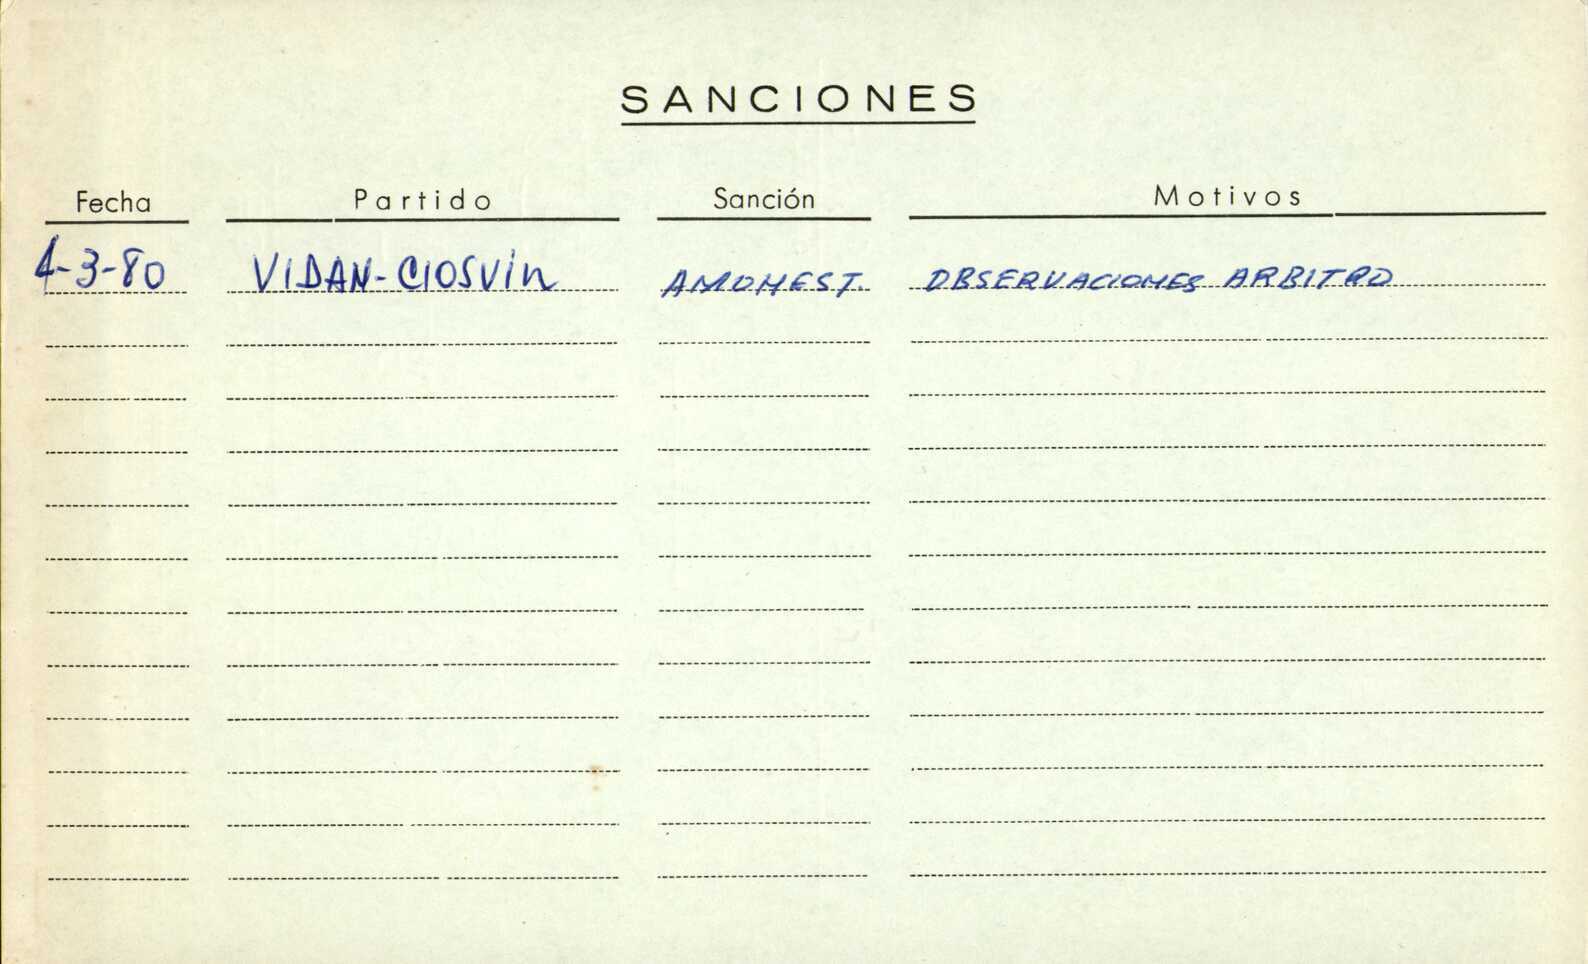 SANCIONES
Fecha Partido Sanción Motivos
4-3-80 VIDAN-CIOSVIN AMONEST. OBSERVACIONES ARBITRO